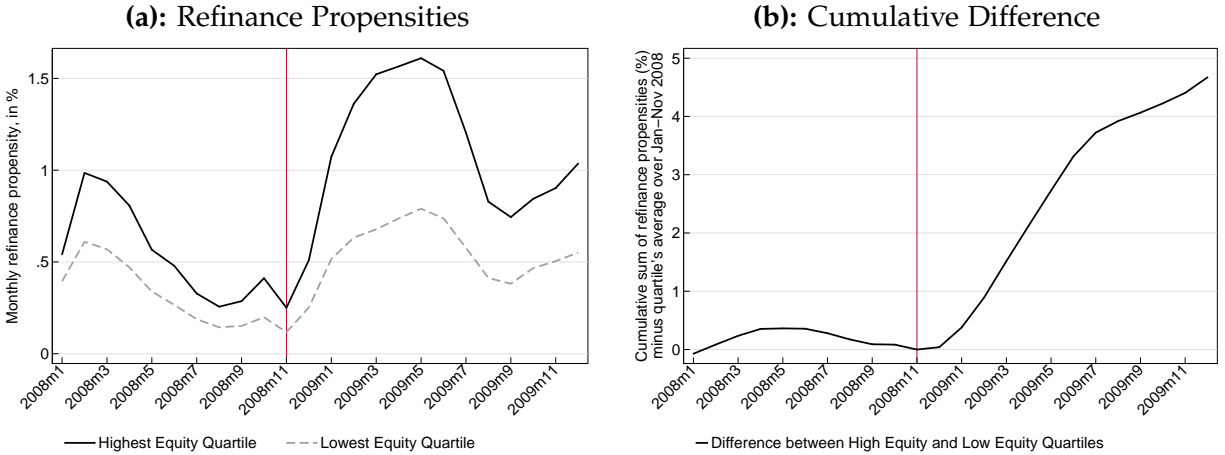 (a): Refinance Propensities
Monthly refinance propensity, in %
1.5
1
.5
0
2008m1
2008m3
2008m5
2008m7
2008m9
2008m11
2009m1
2009m3
2009m5
2009m7
2009m9
2009m11
Highest Equity Quartile
Lowest Equity Quartile
(b): Cumulative Difference
Cumulative sum of refinance propensities (%)
minus quartile's average over Jan−Nov 2008
5
4
3
2
1
0
2008m1
2008m3
2008m5
2008m7
2008m9
2008m11
2009m1
2009m3
2009m5
2009m7
2009m9
2009m11
Difference between High Equity and Low Equity Quartiles